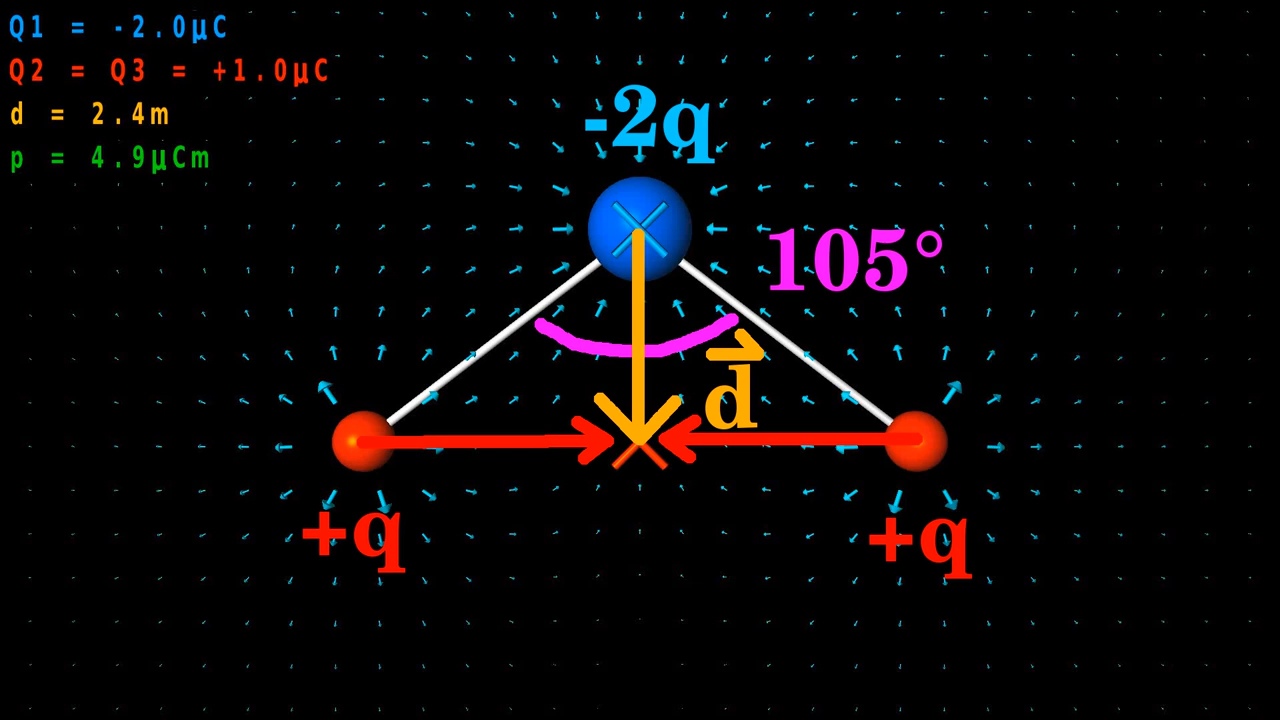 Q1 = -2.0μC
Q2 = Q3 = +1.0μC
d = 2.4m
p = 4.9μCm
-2q
105°
d⃗
+q
+q